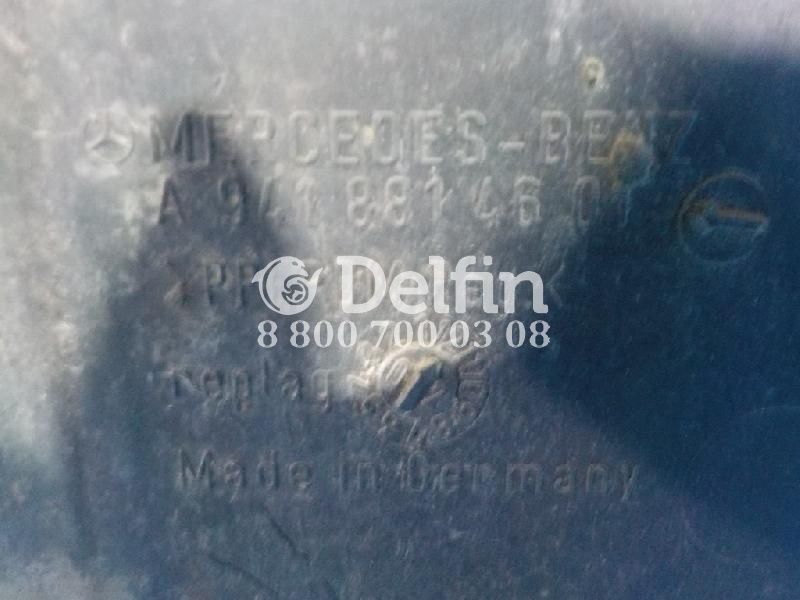 MERCEDES-BENZ
A 941 881 46 01
Delfin
8 800 700 03 08
Made in Germany